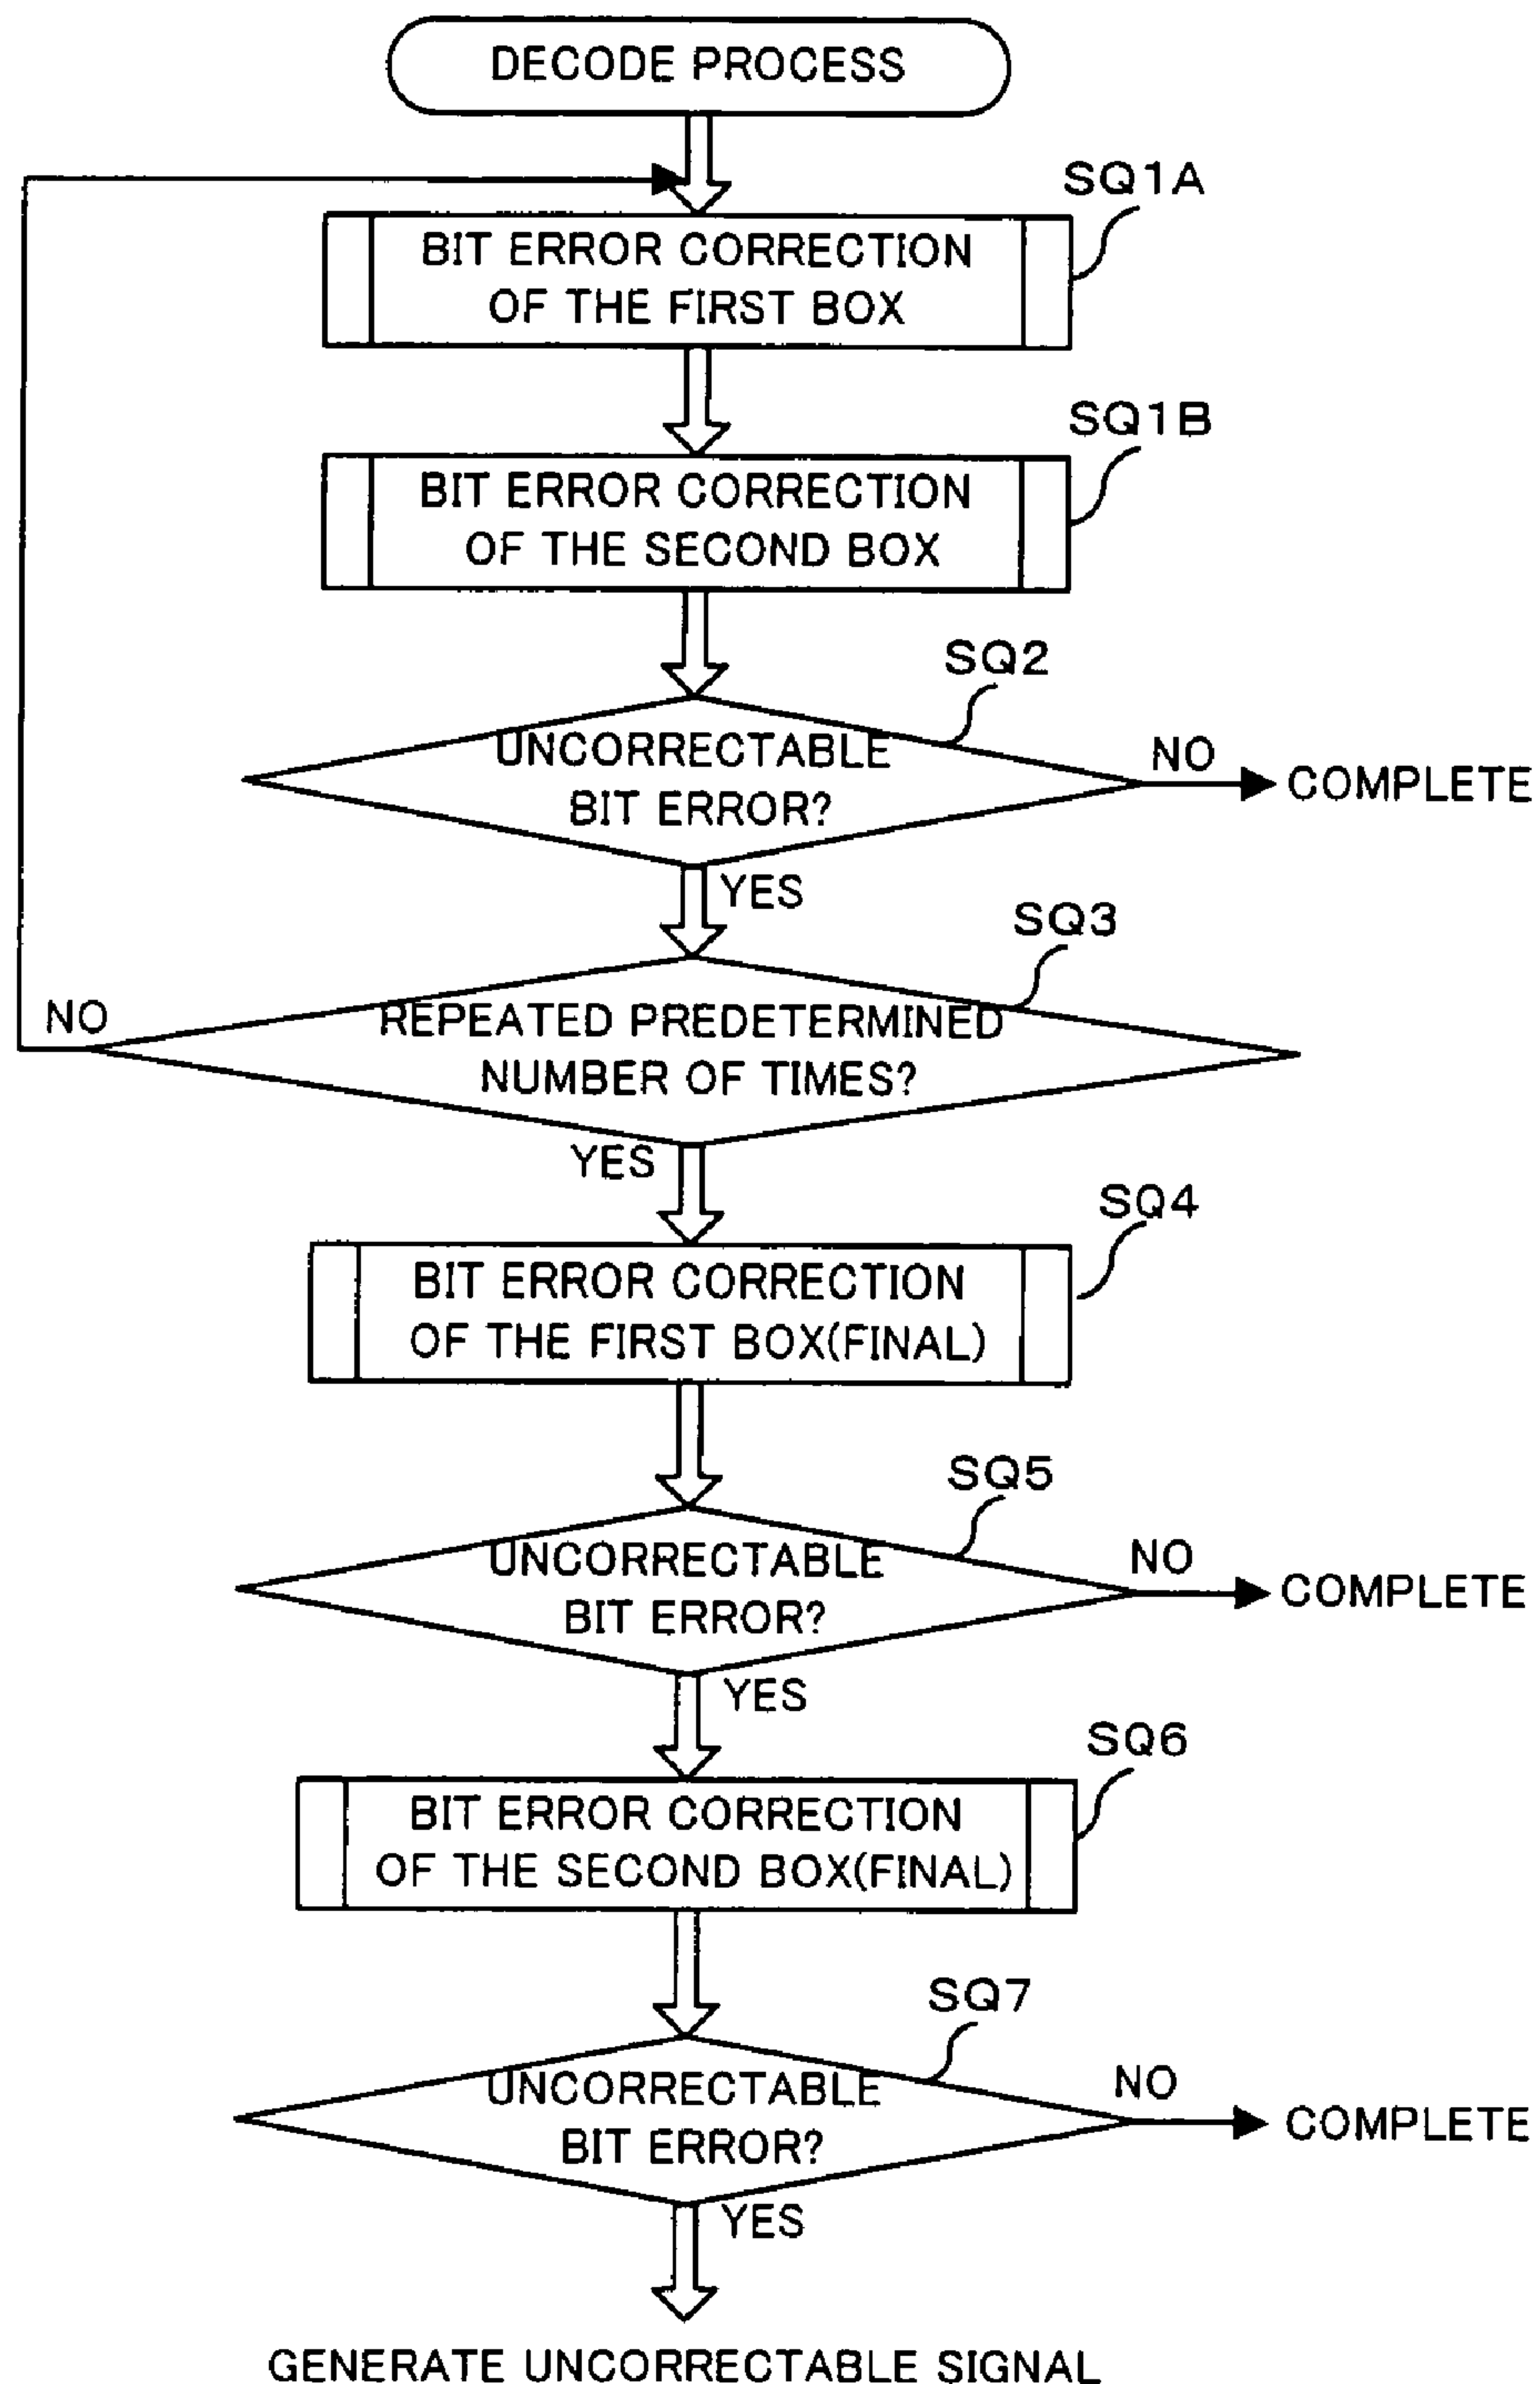 DECODE PROCESS
SQ1A
BIT ERROR CORRECTION
OF THE FIRST BOX
SQ1B
BIT ERROR CORRECTION
OF THE SECOND BOX
SQ2
UNCORRECTABLE
BIT ERROR?
NO
COMPLETE
YES
SQ3
NO
REPEATED PREDETERMINED
NUMBER OF TIMES?
YES
SQ4
BIT ERROR CORRECTION
OF THE FIRST BOX(FINAL)
SQ5
UNCORRECTABLE
BIT ERROR?
NO
COMPLETE
YES
SQ6
BIT ERROR CORRECTION
OF THE SECOND BOX(FINAL)
SQ7
UNCORRECTABLE
BIT ERROR?
NO
COMPLETE
YES
GENERATE UNCORRECTABLE SIGNAL